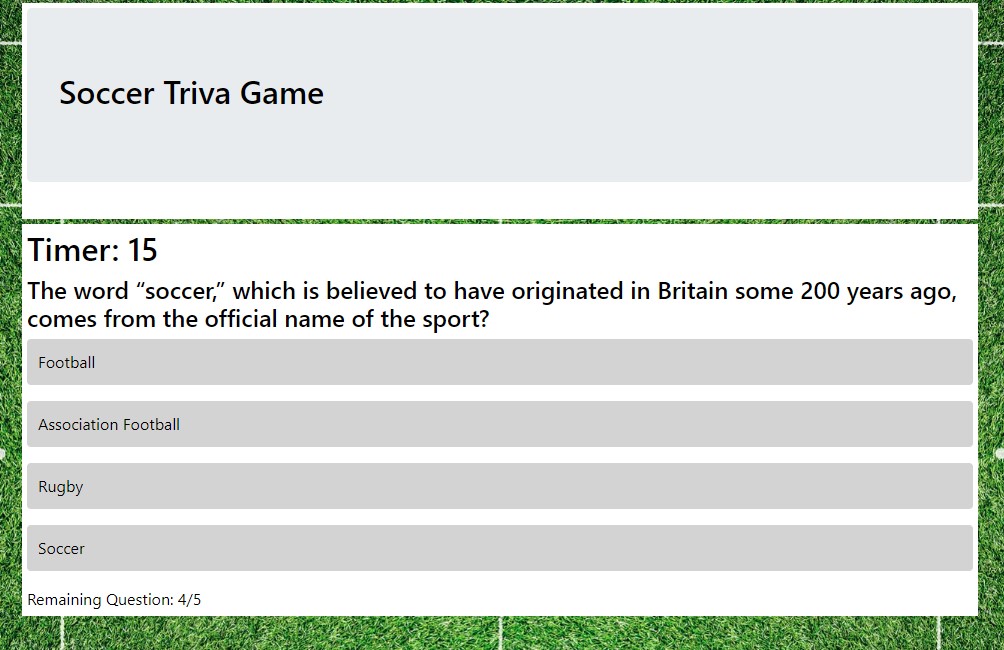 Soccer Triva Game
Timer: 15
The word “soccer,” which is believed to have originated in Britain some 200 years ago,
comes from the official name of the sport?
Football
Association Football
Rugby
Soccer
Remaining Question: 4/5